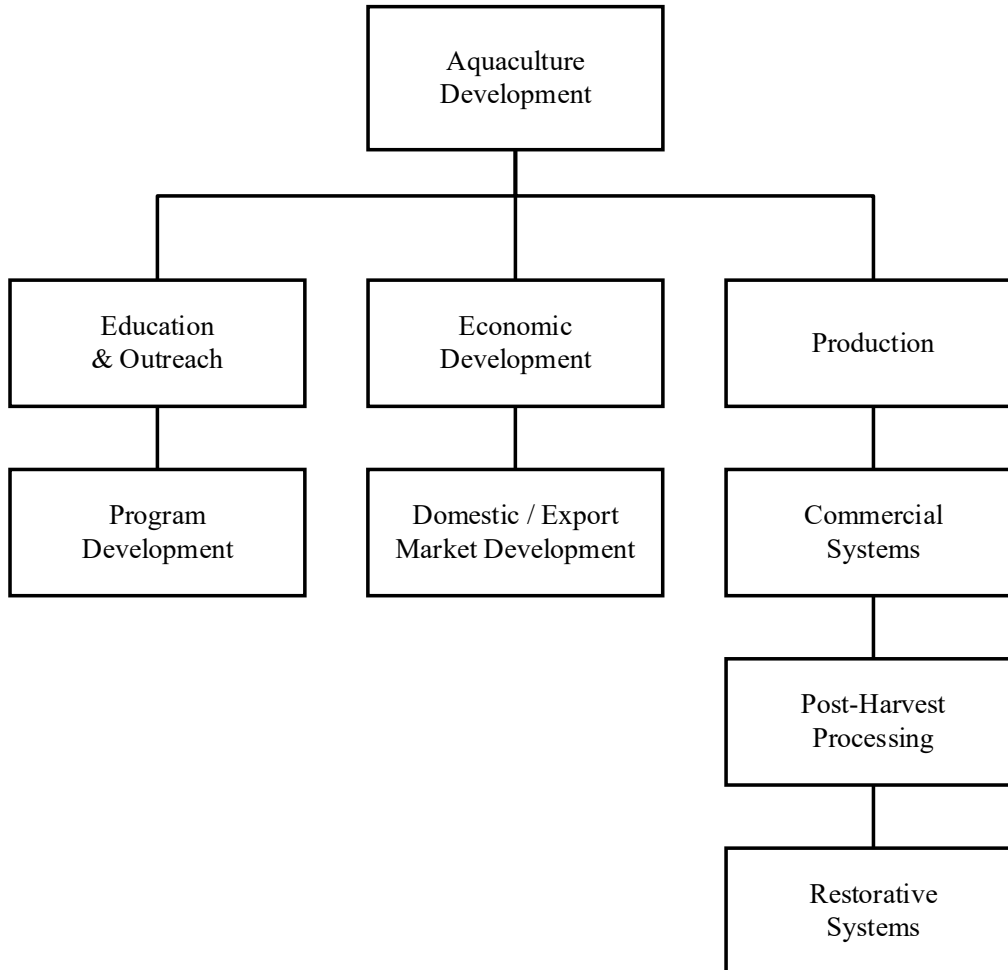 Aquaculture
Development
Education
& Outreach
Economic
Development
Production
Program
Development
Domestic / Export
Market Development
Commercial
Systems
Post-Harvest
Processing
Restorative
Systems